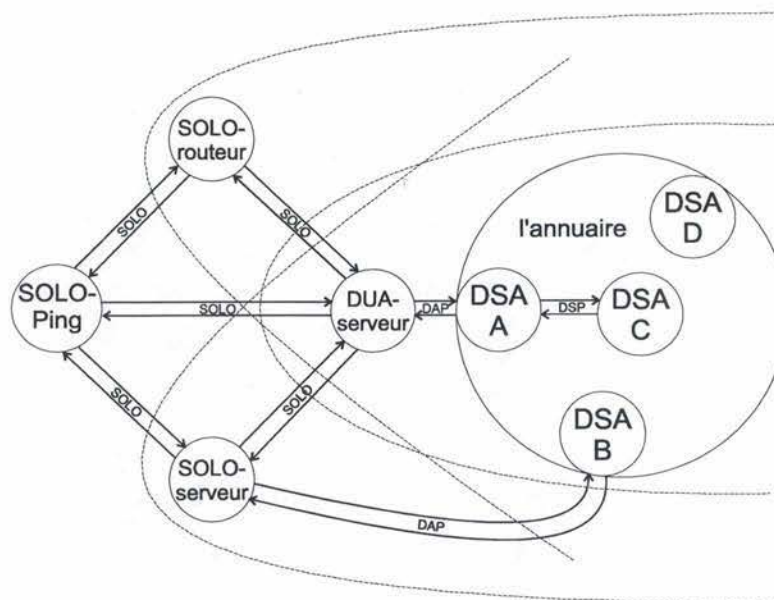 SOLO-
routeur
SOLO
SOLO
l'annuaire
DSA
D
SOLO-
Ping
SOLO
DUA-
serveur
DAP
DSA
A
DSP
DSA
C
SOLO
SOLO
SOLO-
serveur
DSA
B
DAP